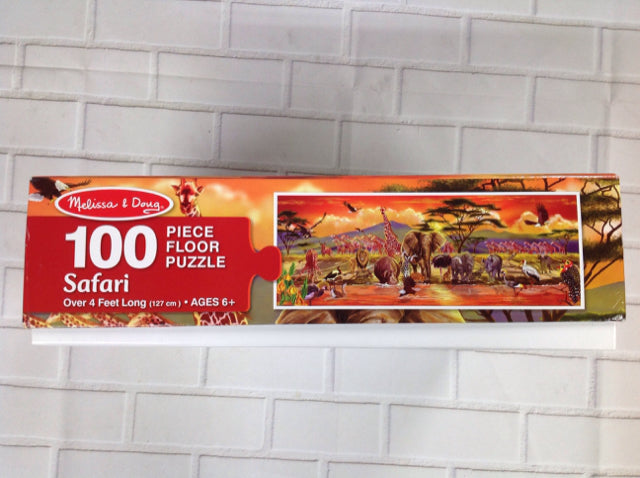 Melissa & Doug
100 PIECE
FLOOR
PUZZLE
Safari
Over 4 Feet Long (127 cm) • AGES 6+